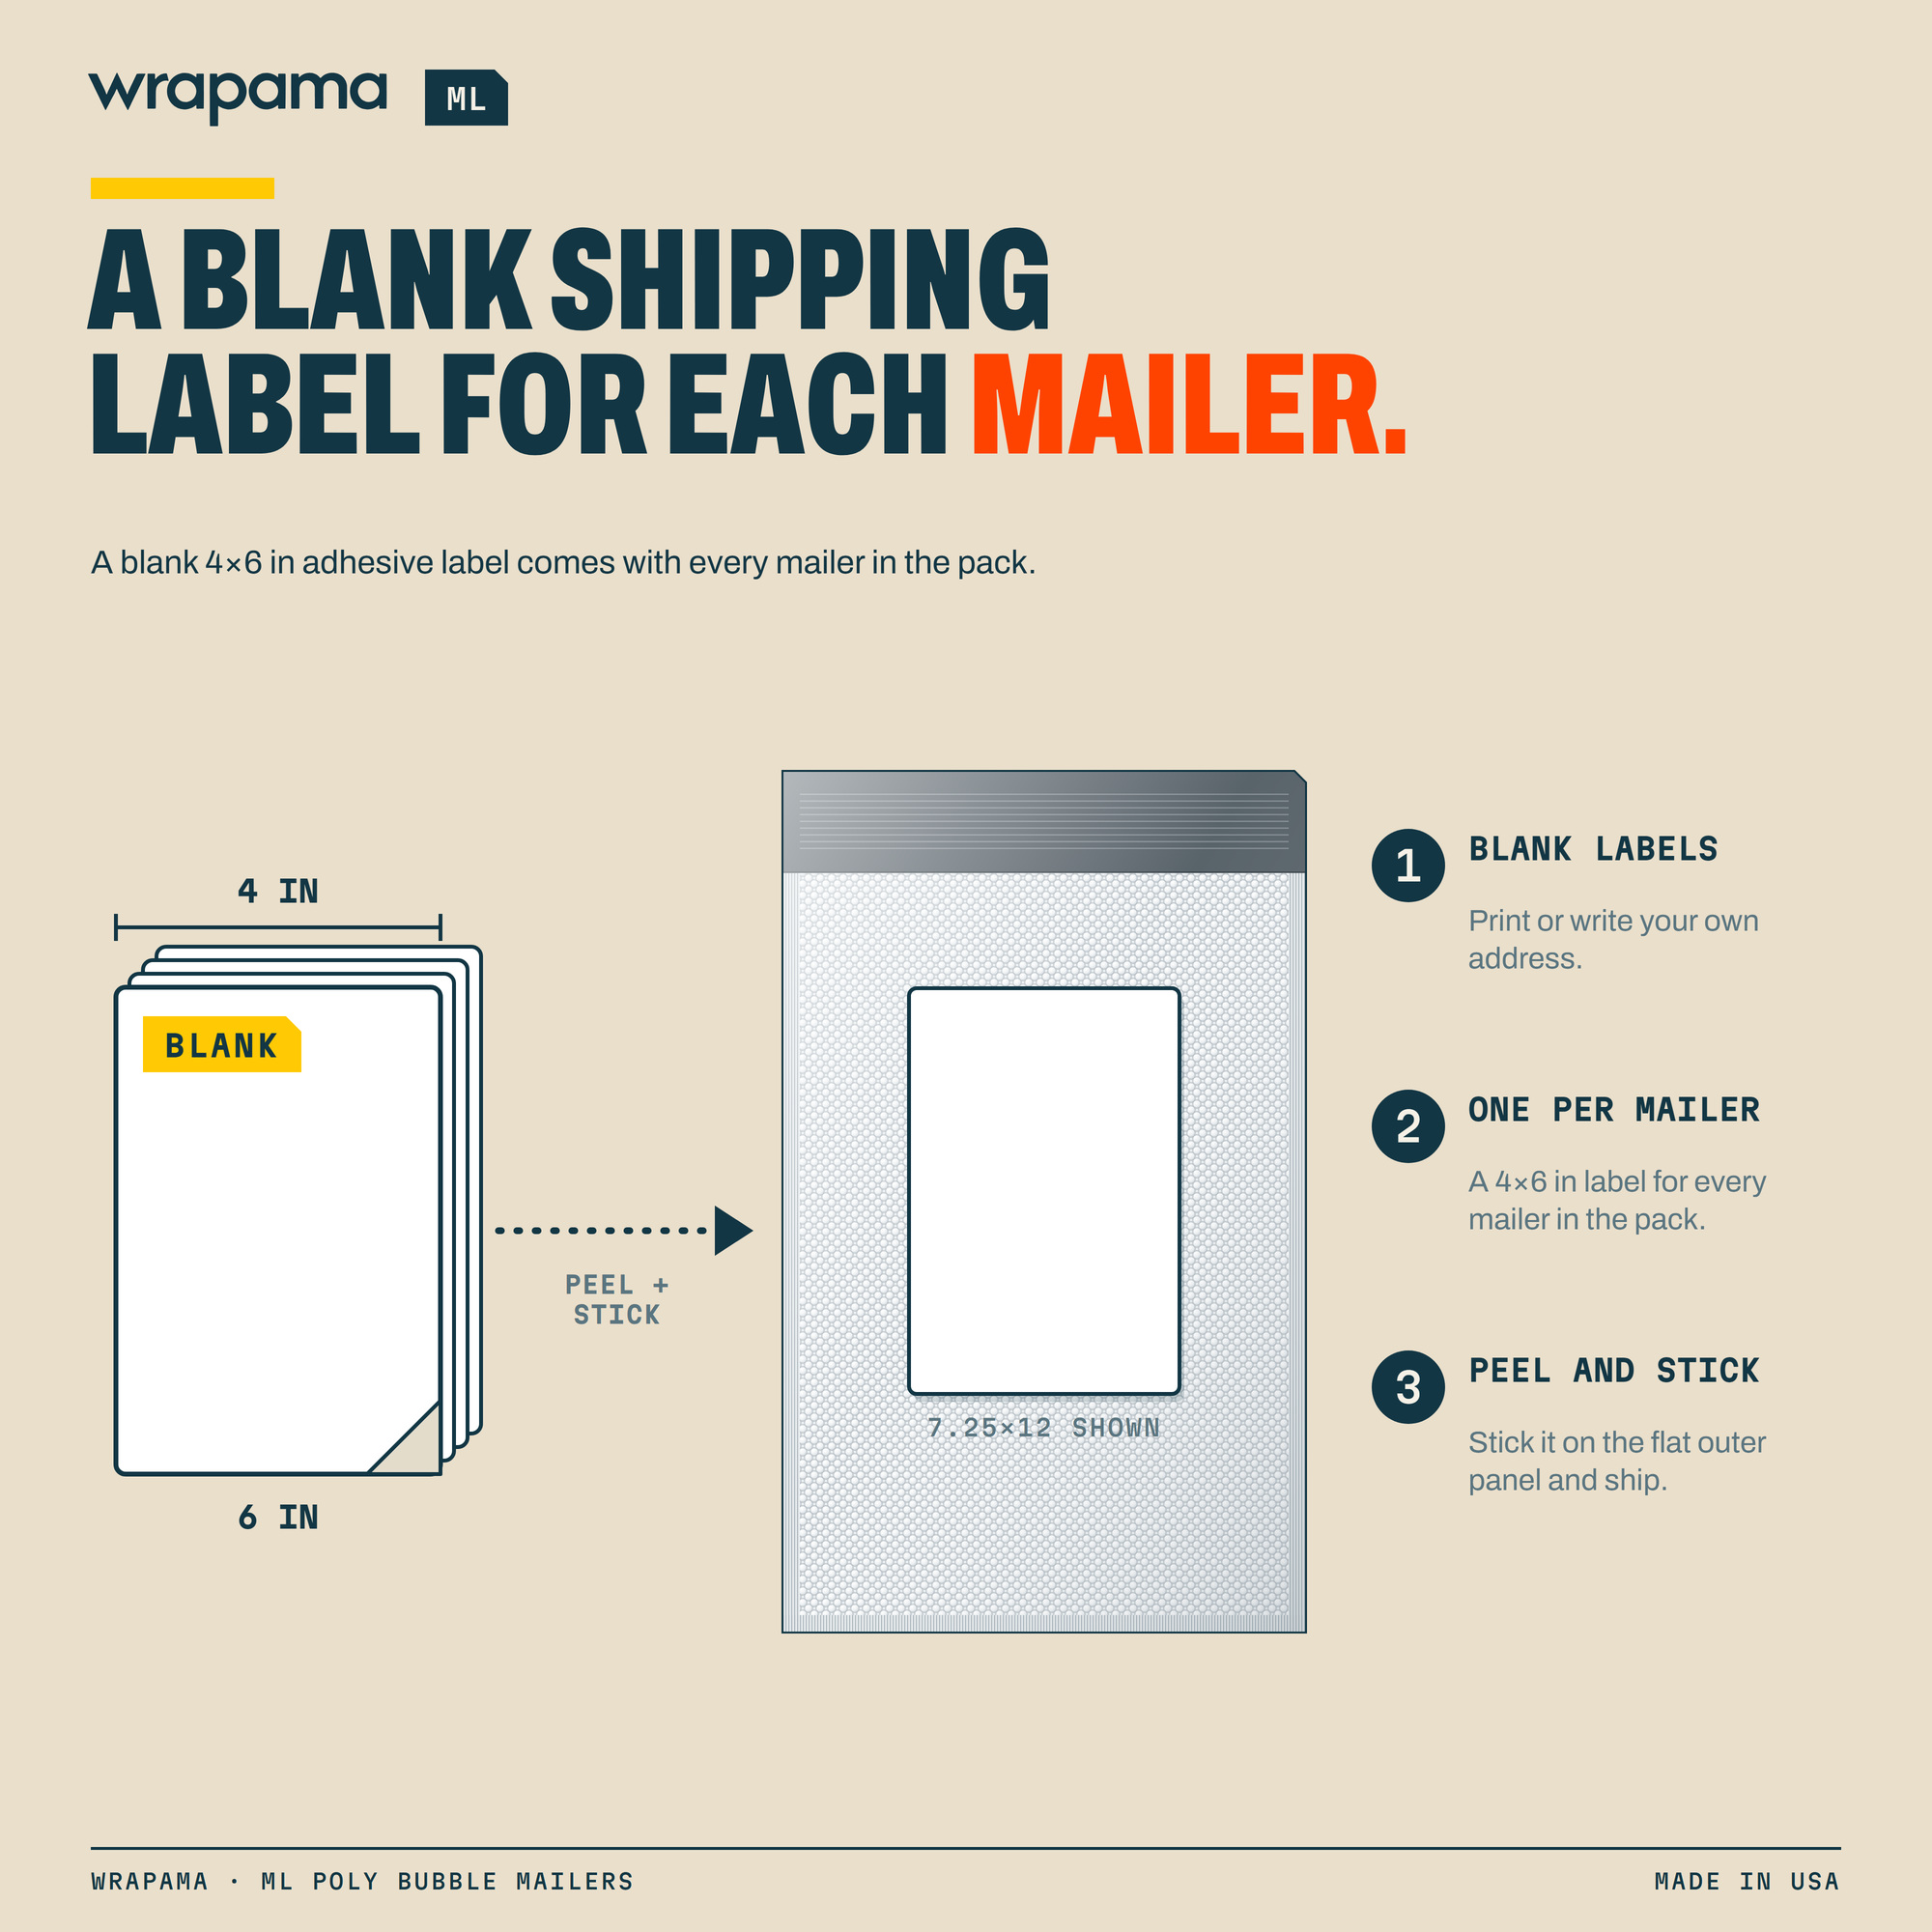 wrapama
ML
A BLANK SHIPPING
LABEL FOR EACH MAILER.
A blank 4×6 in adhesive label comes with every mailer in the pack.
4 IN
BLANK
6 IN
PEEL +
STICK
7.25×12 SHOWN
1
BLANK LABELS
Print or write your own
address.
2
ONE PER MAILER
A 4×6 in label for every
mailer in the pack.
3
PEEL AND STICK
Stick it on the flat outer
panel and ship.
WRAPAMA · ML POLY BUBBLE MAILERS
MADE IN USA